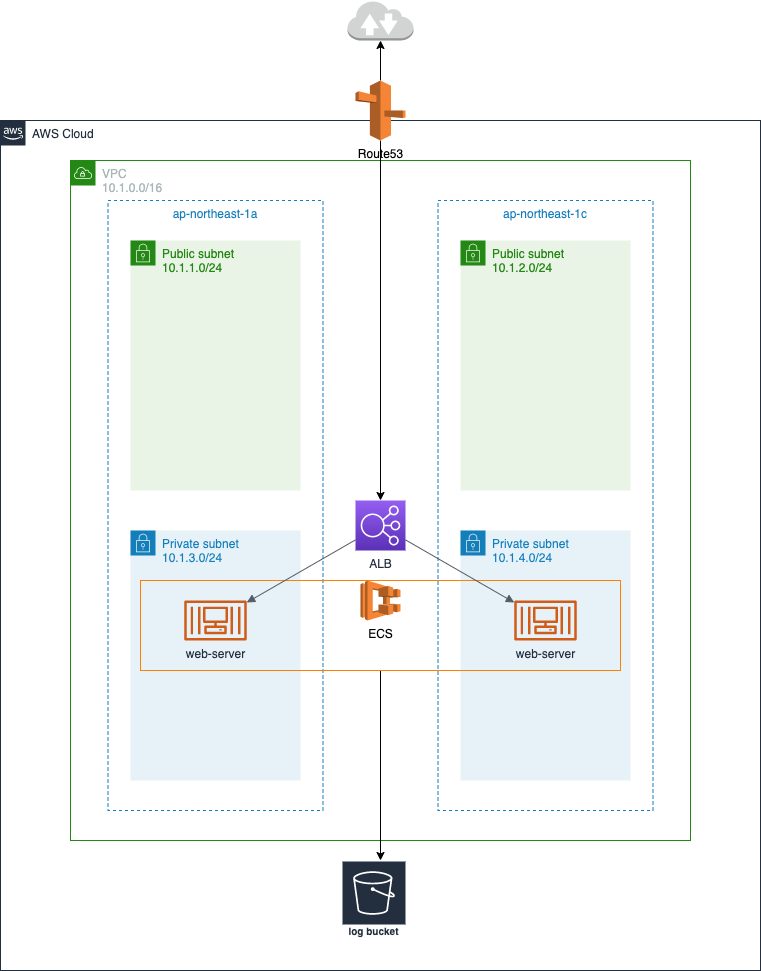 Route53
aws
AWS Cloud
VPC
10.1.0.0/16
ap-northeast-1a
ap-northeast-1c
Public subnet
10.1.1.0/24
Public subnet
10.1.2.0/24
Private subnet
10.1.3.0/24
Private subnet
10.1.4.0/24
ALB
ECS
web-server
web-server
log bucket